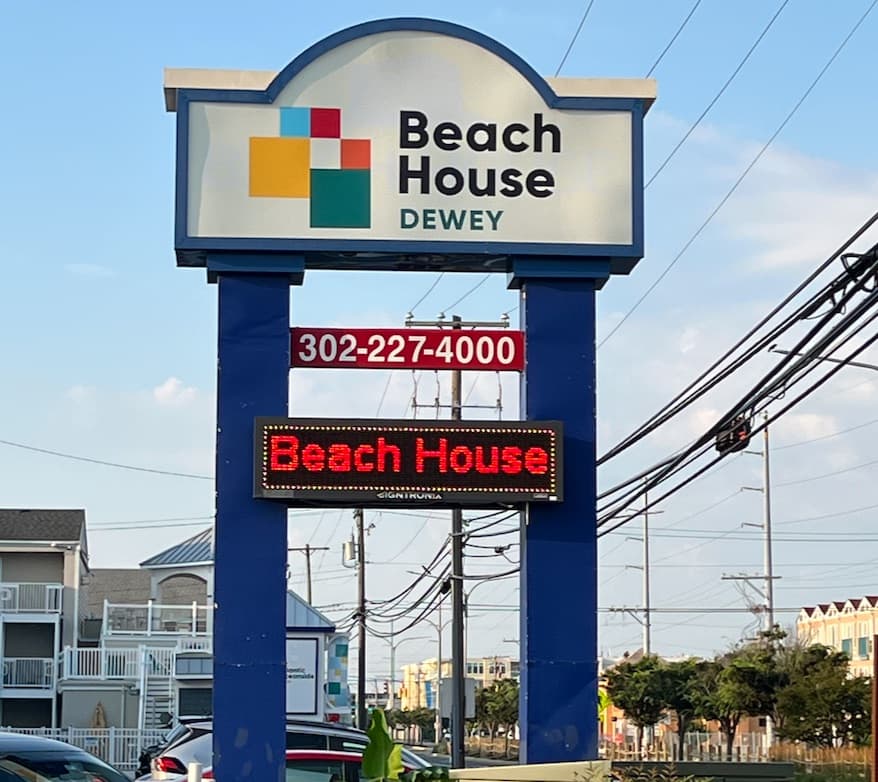 Beach
House
DEWEY
302-227-4000
Beach House
SIGNTRONIX